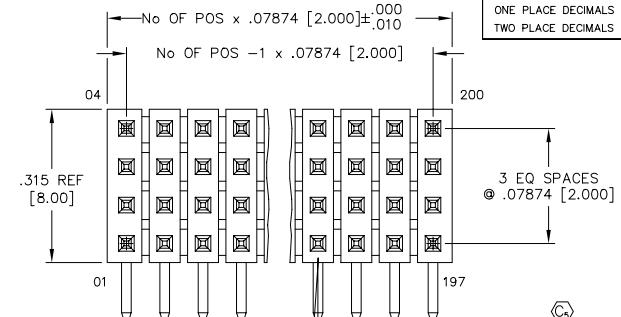 No OF POS x .07874 [2.000]±.000
.010
ONE PLACE DECIMALS
TWO PLACE DECIMALS
No OF POS -1 x .07874 [2.000]
04
200
.315 REF
[8.00]
3 EQ SPACES
@ .07874 [2.000]
01
197
C5